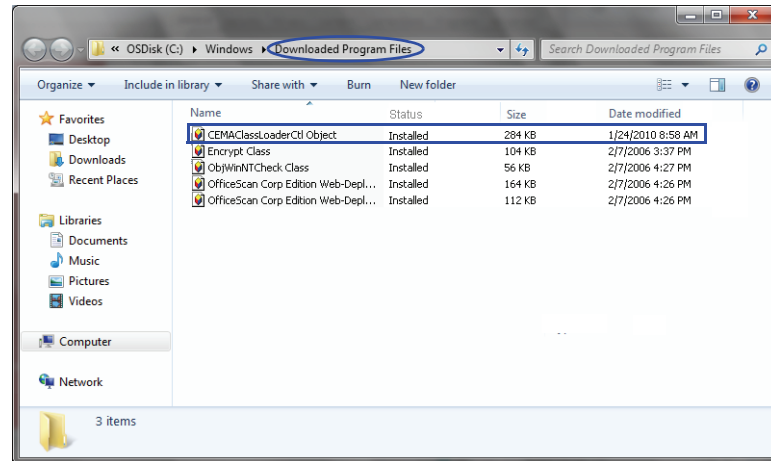 « OSDisk (C:) Windows Downloaded Program Files
Search Downloaded Program Files
Organize Include in library Share with Burn New folder
Favorites
Desktop
Downloads
Recent Places
Libraries
Documents
Music
Pictures
Videos
Computer
Network
Name Status Size Date modified
CEMAClassLoaderCtl Object Installed 284 KB 1/24/2010 8:58 AM
Encrypt Class Installed 104 KB 2/7/2006 3:37 PM
ObjWinNTCheck Class Installed 56 KB 2/7/2006 4:27 PM
OfficeScan Corp Edition Web-Depl... Installed 164 KB 2/7/2006 4:26 PM
OfficeScan Corp Edition Web-Depl... Installed 112 KB 2/7/2006 4:26 PM
3 items